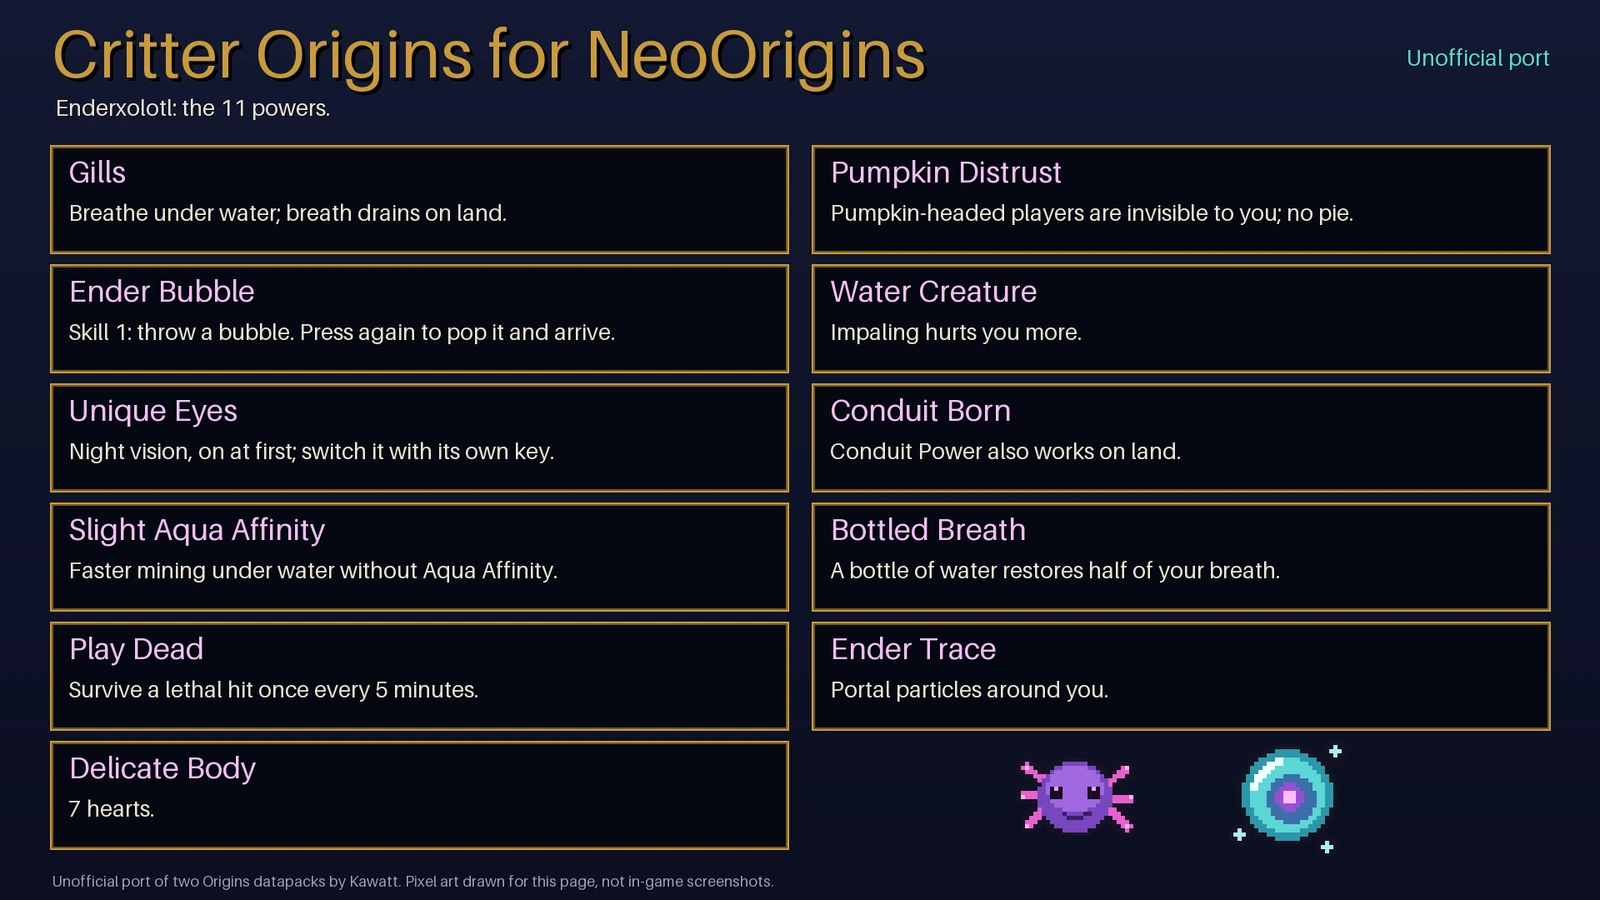 Critter Origins for NeoOrigins
Unofficial port
Enderxolotl: the 11 powers.
Gills
Breathe under water; breath drains on land.
Ender Bubble
Skill 1: throw a bubble. Press again to pop it and arrive.
Unique Eyes
Night vision, on at first; switch it with its own key.
Slight Aqua Affinity
Faster mining under water without Aqua Affinity.
Play Dead
Survive a lethal hit once every 5 minutes.
Delicate Body
7 hearts.
Pumpkin Distrust
Pumpkin-headed players are invisible to you; no pie.
Water Creature
Impaling hurts you more.
Conduit Born
Conduit Power also works on land.
Bottled Breath
A bottle of water restores half of your breath.
Ender Trace
Portal particles around you.
Unofficial port of two Origins datapacks by Kawatt. Pixel art drawn for this page, not in-game screenshots.